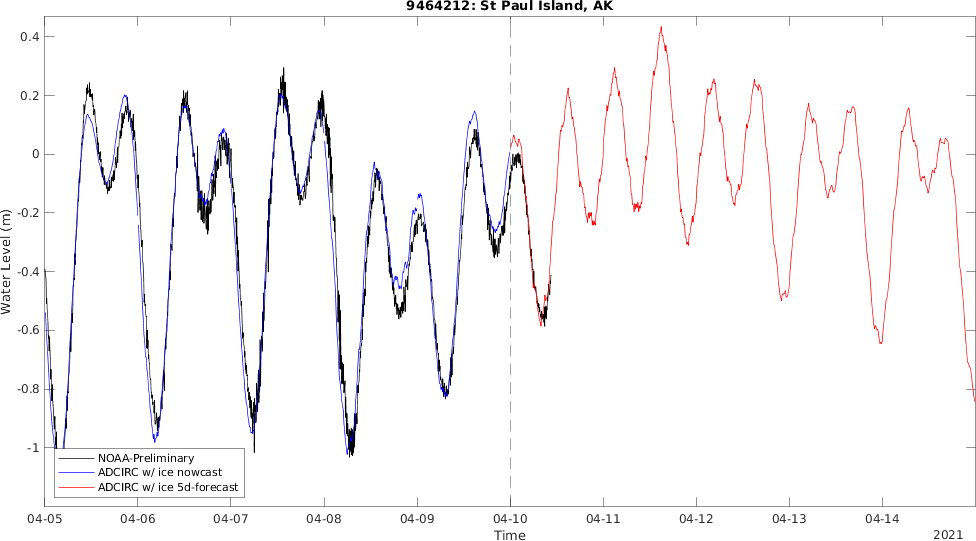 9464212: St Paul Island, AK
0.4
0.2
0
-0.2
-0.4
-0.6
-0.8
-1
Water Level (m)
NOAA-Preliminary
ADCIRC w/ ice nowcast
ADCIRC w/ ice 5d-forecast
04-05 04-06 04-07 04-08 04-09 04-10 04-11 04-12 04-13 04-14
Time
2021